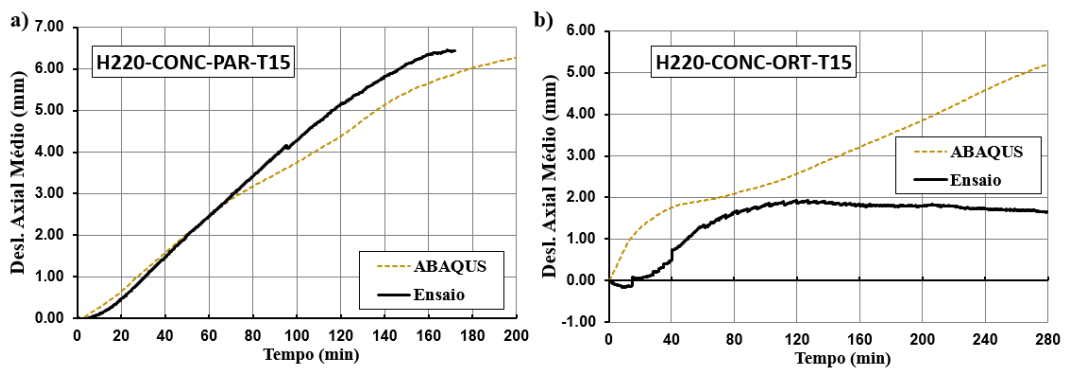 a)
H220-CONC-PAR-T15
Desl. Axial Médio (mm)
7.00
6.00
5.00
4.00
3.00
2.00
1.00
0.00
0 20 40 60 80 100 120 140 160 180 200
Tempo (min)
ABAQUS
Ensaio
b)
H220-CONC-ORT-T15
Desl. Axial Médio (mm)
6.00
5.00
4.00
3.00
2.00
1.00
0.00
-1.00
0 40 80 120 160 200 240 280
Tempo (min)
ABAQUS
Ensaio